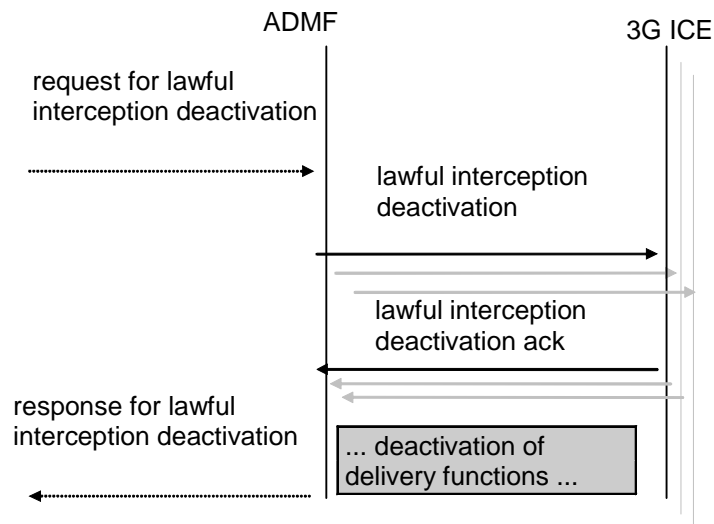 ADMF
3G ICE
request for lawful
interception deactivation
lawful interception
deactivation
lawful interception
deactivation ack
response for lawful
interception deactivation
... deactivation of
delivery functions ...